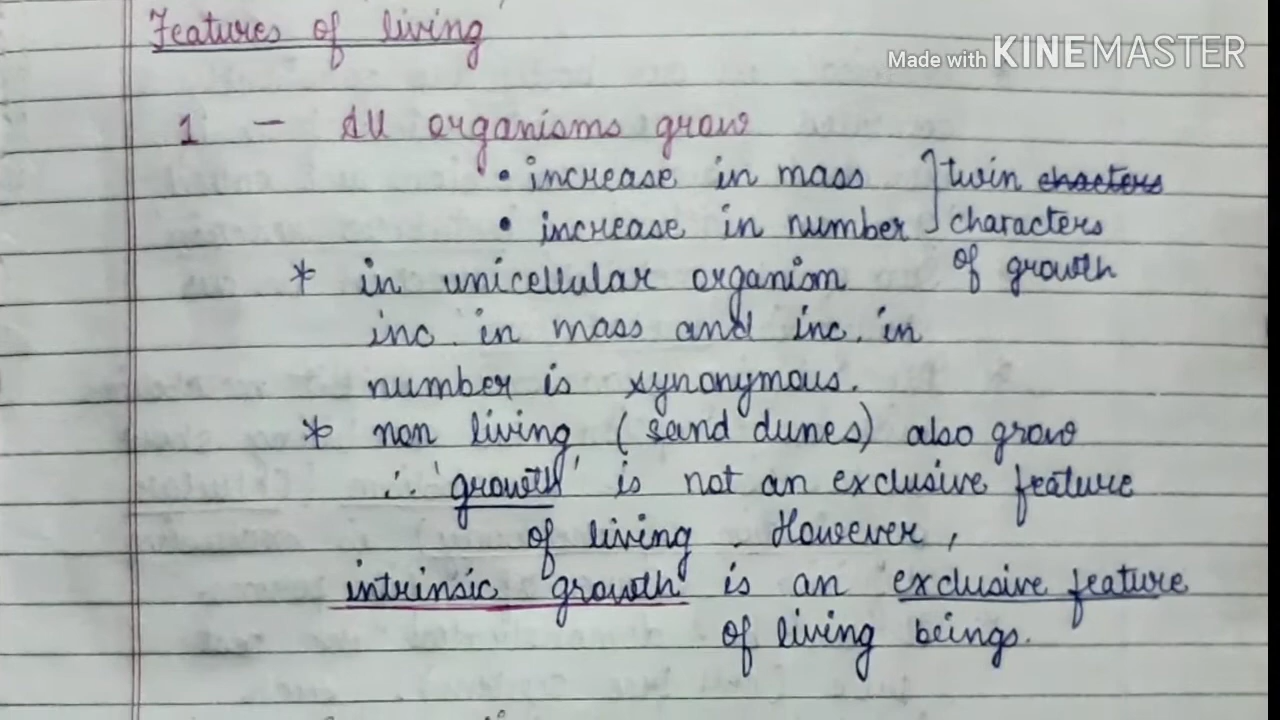 Features of living
Made with KINEMASTER
1 - All organisms grow
• increase in mass } twin
• increase in number } characters
of growth
* in unicellular organism
inc. in mass and inc. in
number is synonymous.
* non living (sand dunes) also grow
∴ 'growth' is not an exclusive feature
of living. However,
intrinsic growth is an exclusive feature
of living beings.